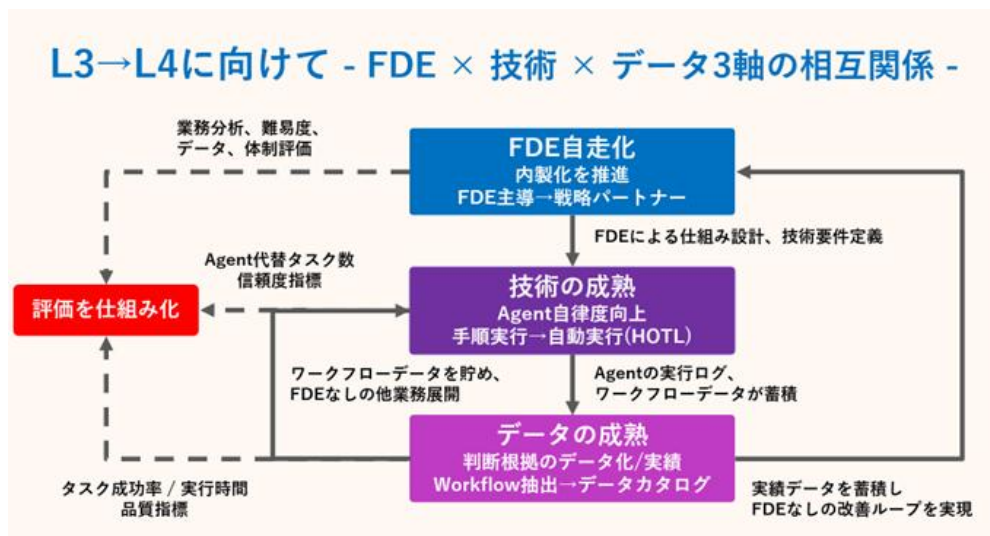 L3→L4に向けて - FDE × 技術 × データ3軸の相互関係 -
業務分析、難易度、
データ、体制評価
FDE自走化
内製化を推進
FDE主導→戦略パートナー
FDEによる仕組み設計、技術要件定義
Agent代替タスク数
信頼度指標
評価を仕組み化
技術の成熟
Agent自律度向上
手順実行→自動実行(HOTL)
ワークフローデータを貯め、
FDEなしの他業務展開
Agentの実行ログ、
ワークフローデータが蓄積
データの成熟
判断根拠のデータ化/実績
Workflow抽出→データカタログ
タスク成功率 / 実行時間
品質指標
実績データを蓄積し
FDEなしの改善ループを実現